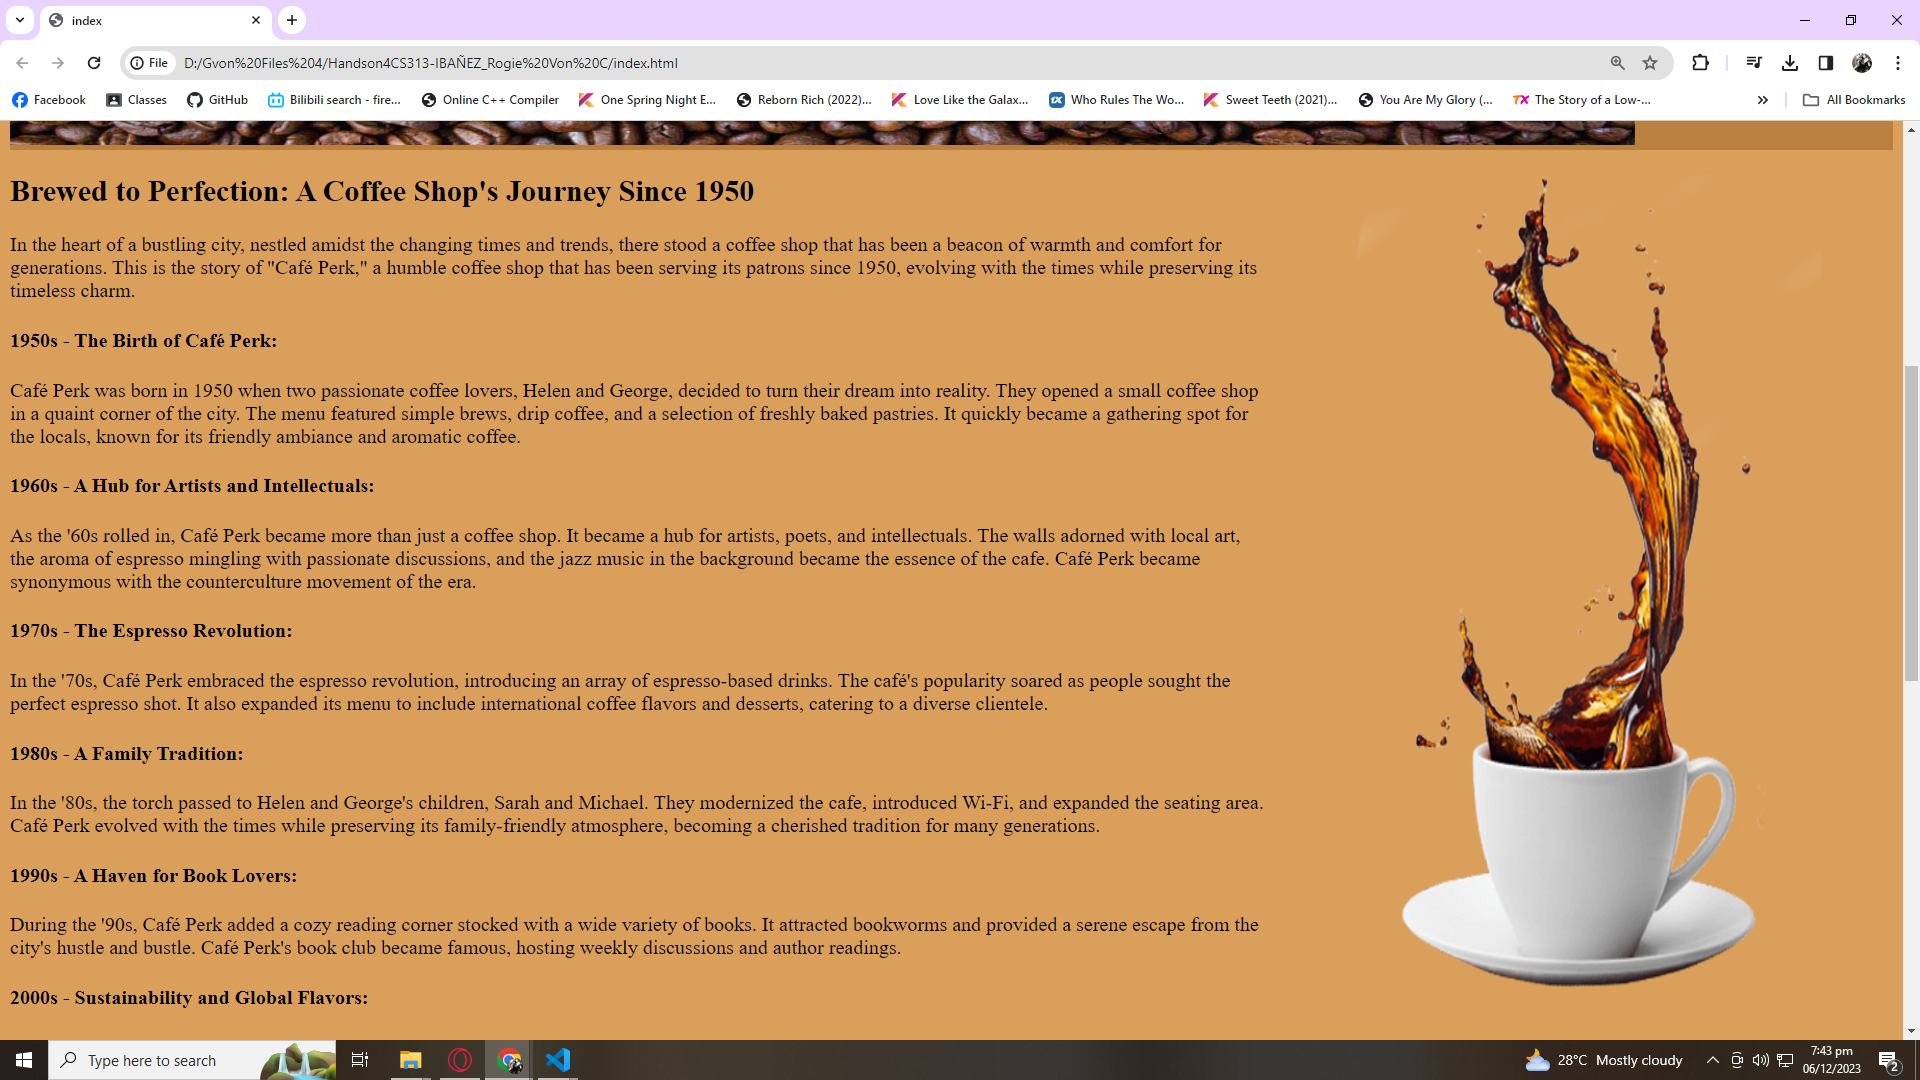 index
File
D:/Gvon%20Files%204/Handson4CS313-IBAÑEZ_Rogie%20Von%20C/index.html
Facebook
Classes
GitHub
Bilibili search - fire...
Online C++ Compiler
One Spring Night E...
Reborn Rich (2022)...
Love Like the Galax...
Who Rules The Wo...
Sweet Teeth (2021)...
You Are My Glory (...
The Story of a Low-...
All Bookmarks
Brewed to Perfection: A Coffee Shop's Journey Since 1950
In the heart of a bustling city, nestled amidst the changing times and trends, there stood a coffee shop that has been a beacon of warmth and comfort for
generations. This is the story of "Café Perk," a humble coffee shop that has been serving its patrons since 1950, evolving with the times while preserving its
timeless charm.
1950s - The Birth of Café Perk:
Café Perk was born in 1950 when two passionate coffee lovers, Helen and George, decided to turn their dream into reality. They opened a small coffee shop
in a quaint corner of the city. The menu featured simple brews, drip coffee, and a selection of freshly baked pastries. It quickly became a gathering spot for
the locals, known for its friendly ambiance and aromatic coffee.
1960s - A Hub for Artists and Intellectuals:
As the '60s rolled in, Café Perk became more than just a coffee shop. It became a hub for artists, poets, and intellectuals. The walls adorned with local art,
the aroma of espresso mingling with passionate discussions, and the jazz music in the background became the essence of the cafe. Café Perk became
synonymous with the counterculture movement of the era.
1970s - The Espresso Revolution:
In the '70s, Café Perk embraced the espresso revolution, introducing an array of espresso-based drinks. The café's popularity soared as people sought the
perfect espresso shot. It also expanded its menu to include international coffee flavors and desserts, catering to a diverse clientele.
1980s - A Family Tradition:
In the '80s, the torch passed to Helen and George's children, Sarah and Michael. They modernized the cafe, introduced Wi-Fi, and expanded the seating area.
Café Perk evolved with the times while preserving its family-friendly atmosphere, becoming a cherished tradition for many generations.
1990s - A Haven for Book Lovers:
During the '90s, Café Perk added a cozy reading corner stocked with a wide variety of books. It attracted bookworms and provided a serene escape from the
city's hustle and bustle. Café Perk's book club became famous, hosting weekly discussions and author readings.
2000s - Sustainability and Global Flavors:
Type here to search
28°C Mostly cloudy
7:43 pm
06/12/2023
2